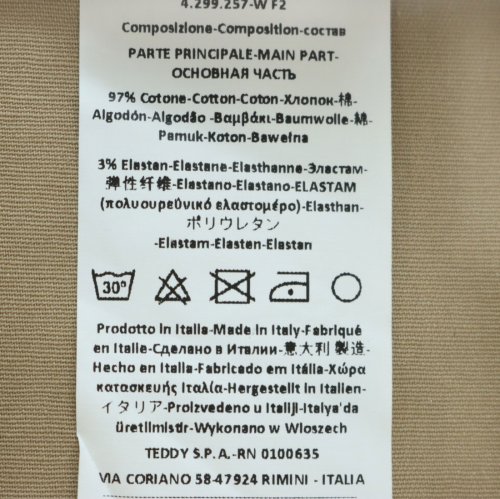 4.299.257-W F2
Composizione-Composition-состав
PARTE PRINCIPALE-MAIN PART-
ОСНОВНАЯ ЧАСТЬ
97% Cotone-Cotton-Coton-Хлопок-棉-
Algodón-Algodão -Βαμβάκι-Baumwolle-綿-
Pamuk-Koton-Bawełna
3% Elastan-Elastane-Elasthanne-Эластам-
弹性纤维-Elastano-Elastano-ELASTAM
(πολυουρεϋνικό ελαστομερο)-Elasthan-
ポリウレタン
-Elastam-Elasten-Elastan
30°
Prodotto in Italia-Made in Italy-Fabriqué
en Italie-Сделано в Италии-意大利 製造-
Hecho en Italia-Fabricado em Itália-Χώρα
κατασκευής Ιταλία-Hergestellt in Italien-
イタリア-Proizvedeno u Italiji-Italya'da
üretilmistir-Wykonano w Wloszech
TEDDY S.P.A.-RN 0100635
VIA CORIANO 58-47924 RIMINI - ITALIA